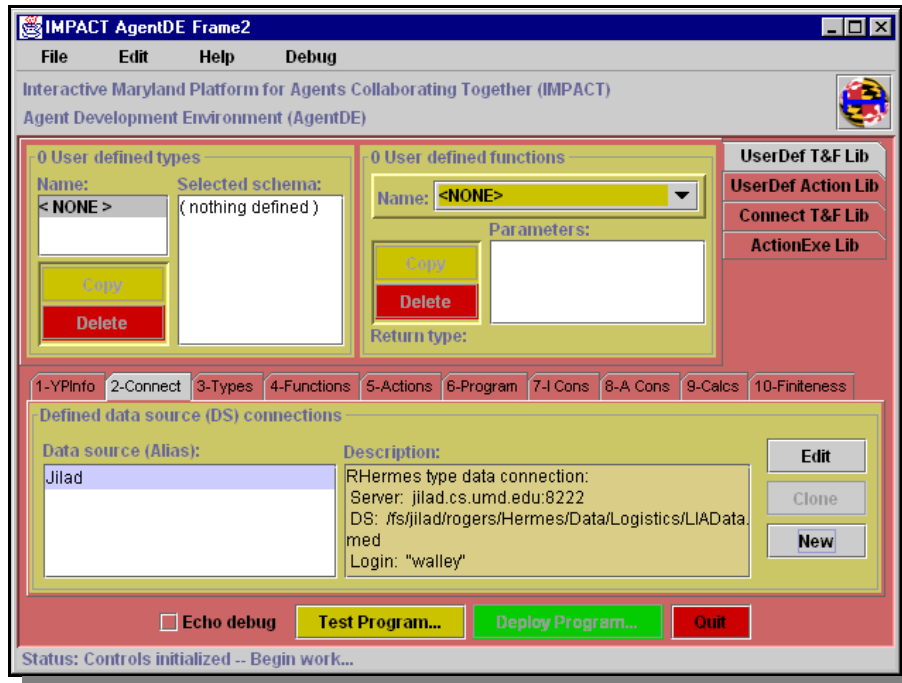 IMPACT AgentDE Frame2
File Edit Help Debug
Interactive Maryland Platform for Agents Collaborating Together (IMPACT)
Agent Development Environment (AgentDE)
0 User defined types
Name: Selected schema:
< NONE > ( nothing defined )
Copy
Delete
0 User defined functions
Name: <NONE>
Parameters:
Copy
Delete
Return type:
UserDef T&F Lib
UserDef Action Lib
Connect T&F Lib
ActionExe Lib
1-YPInfo 2-Connect 3-Types 4-Functions 5-Actions 6-Program 7-I Cons 8-A Cons 9-Calcs 10-Finiteness
Defined data source (DS) connections
Data source (Alias):
Jilad
Description:
RHermes type data connection:
Server: jilad.cs.umd.edu:8222
DS: /fs/jilad/rogers/Hermes/Data/Logistics/LIAData.
med
Login: "walley"
Edit
Clone
New
Echo debug Test Program... Deploy Program... Quit
Status: Controls initialized -- Begin work...